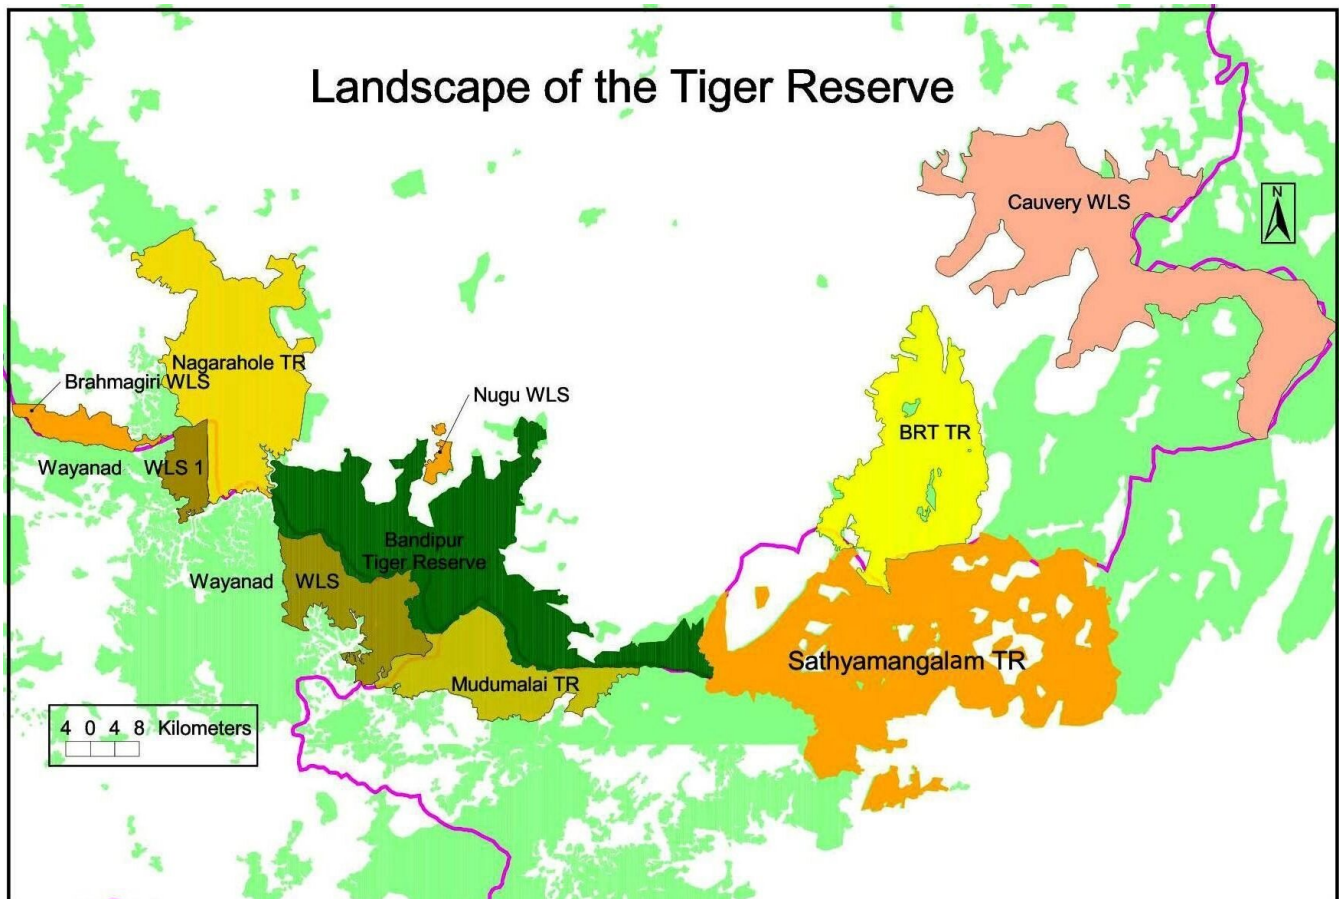 Landscape of the Tiger Reserve
N
Cauvery WLS
Nagarahole TR
Brahmagiri WLS
Nugu WLS
BRT TR
Wayanad WLS 1
Bandipur
Tiger Reserve
Wayanad WLS
Sathyamangalam TR
Mudumalai TR
4 0 4 8 Kilometers